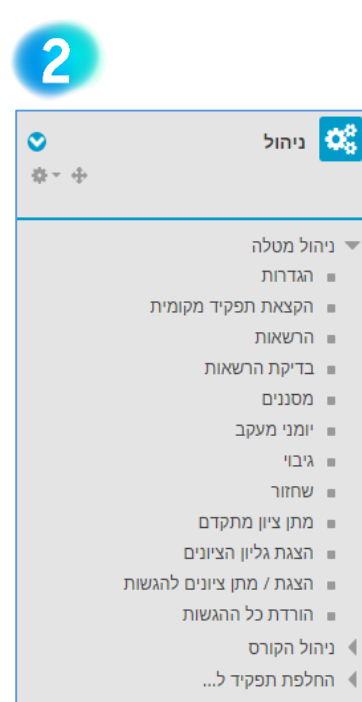 2
ניהול
ניהול מטלה
הגדרות
הקצאת תפקיד מקומית
הרשאות
בדיקת הרשאות
מסננים
יומני מעקב
גיבוי
שחזור
מתן ציון מתקדם
הצגת גליון הציונים
הצגת / מתן ציונים להגשות
הורדת כל ההגשות
ניהול הקורס
החלפת תפקיד ל...